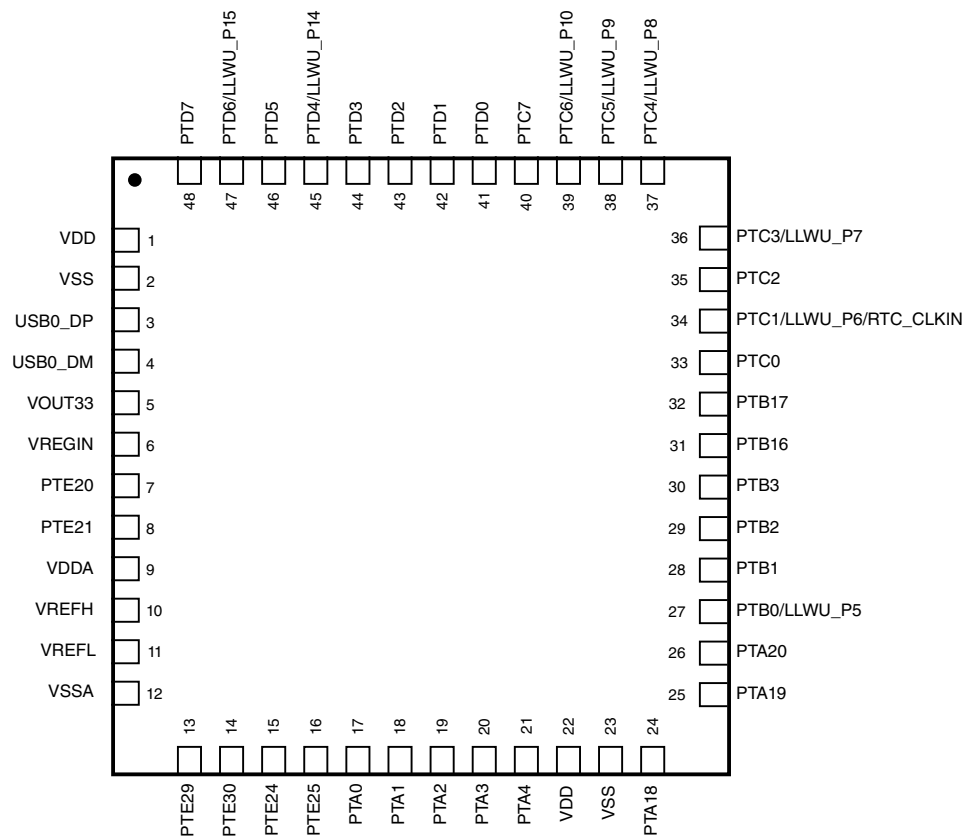 PTD7
PTD6/LLWU_P15
PTD5
PTD4/LLWU_P14
PTD3
PTD2
PTD1
PTD0
PTC7
PTC6/LLWU_P10
PTC5/LLWU_P9
PTC4/LLWU_P8
48
47
46
45
44
43
42
41
40
39
38
37
VDD 1
VSS 2
USB0_DP 3
USB0_DM 4
VOUT33 5
VREGIN 6
PTE20 7
PTE21 8
VDDA 9
VREFH 10
VREFL 11
VSSA 12
36 PTC3/LLWU_P7
35 PTC2
34 PTC1/LLWU_P6/RTC_CLKIN
33 PTC0
32 PTB17
31 PTB16
30 PTB3
29 PTB2
28 PTB1
27 PTB0/LLWU_P5
26 PTA20
25 PTA19
13
14
15
16
17
18
19
20
21
22
23
24
PTE29
PTE30
PTE24
PTE25
PTA0
PTA1
PTA2
PTA3
PTA4
VDD
VSS
PTA18